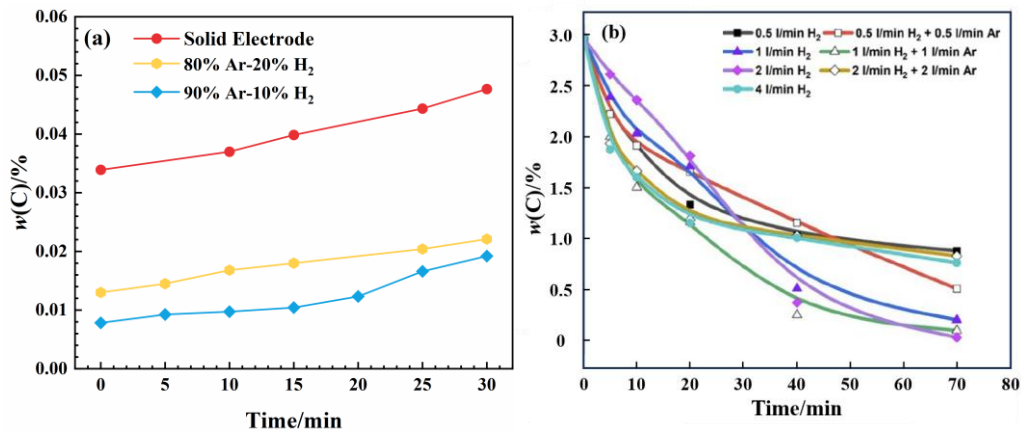 (a)
Solid Electrode
80% Ar-20% H₂
90% Ar-10% H₂
w(C)/%
0.06
0.05
0.04
0.03
0.02
0.01
0.00
0 5 10 15 20 25 30
Time/min
(b)
0.5 l/min H₂ 0.5 l/min H₂ + 0.5 l/min Ar
1 l/min H₂ 1 l/min H₂ + 1 l/min Ar
2 l/min H₂ 2 l/min H₂ + 2 l/min Ar
4 l/min H₂
w(C)/%
3.0
2.5
2.0
1.5
1.0
0.5
0
0 10 20 30 40 50 60 70 80
Time/min